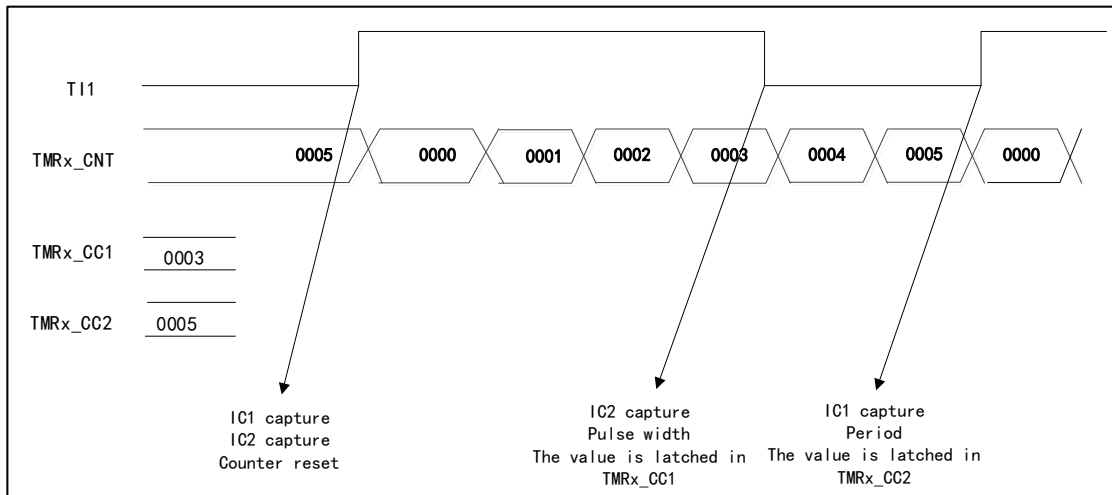 TI1
TMRx_CNT
0005 0000 0001 0002 0003 0004 0005 0000
TMRx_CC1
0003
TMRx_CC2
0005
IC1 capture
IC2 capture
Counter reset
IC2 capture
Pulse width
The value is latched in
TMRx_CC1
IC1 capture
Period
The value is latched in
TMRx_CC2